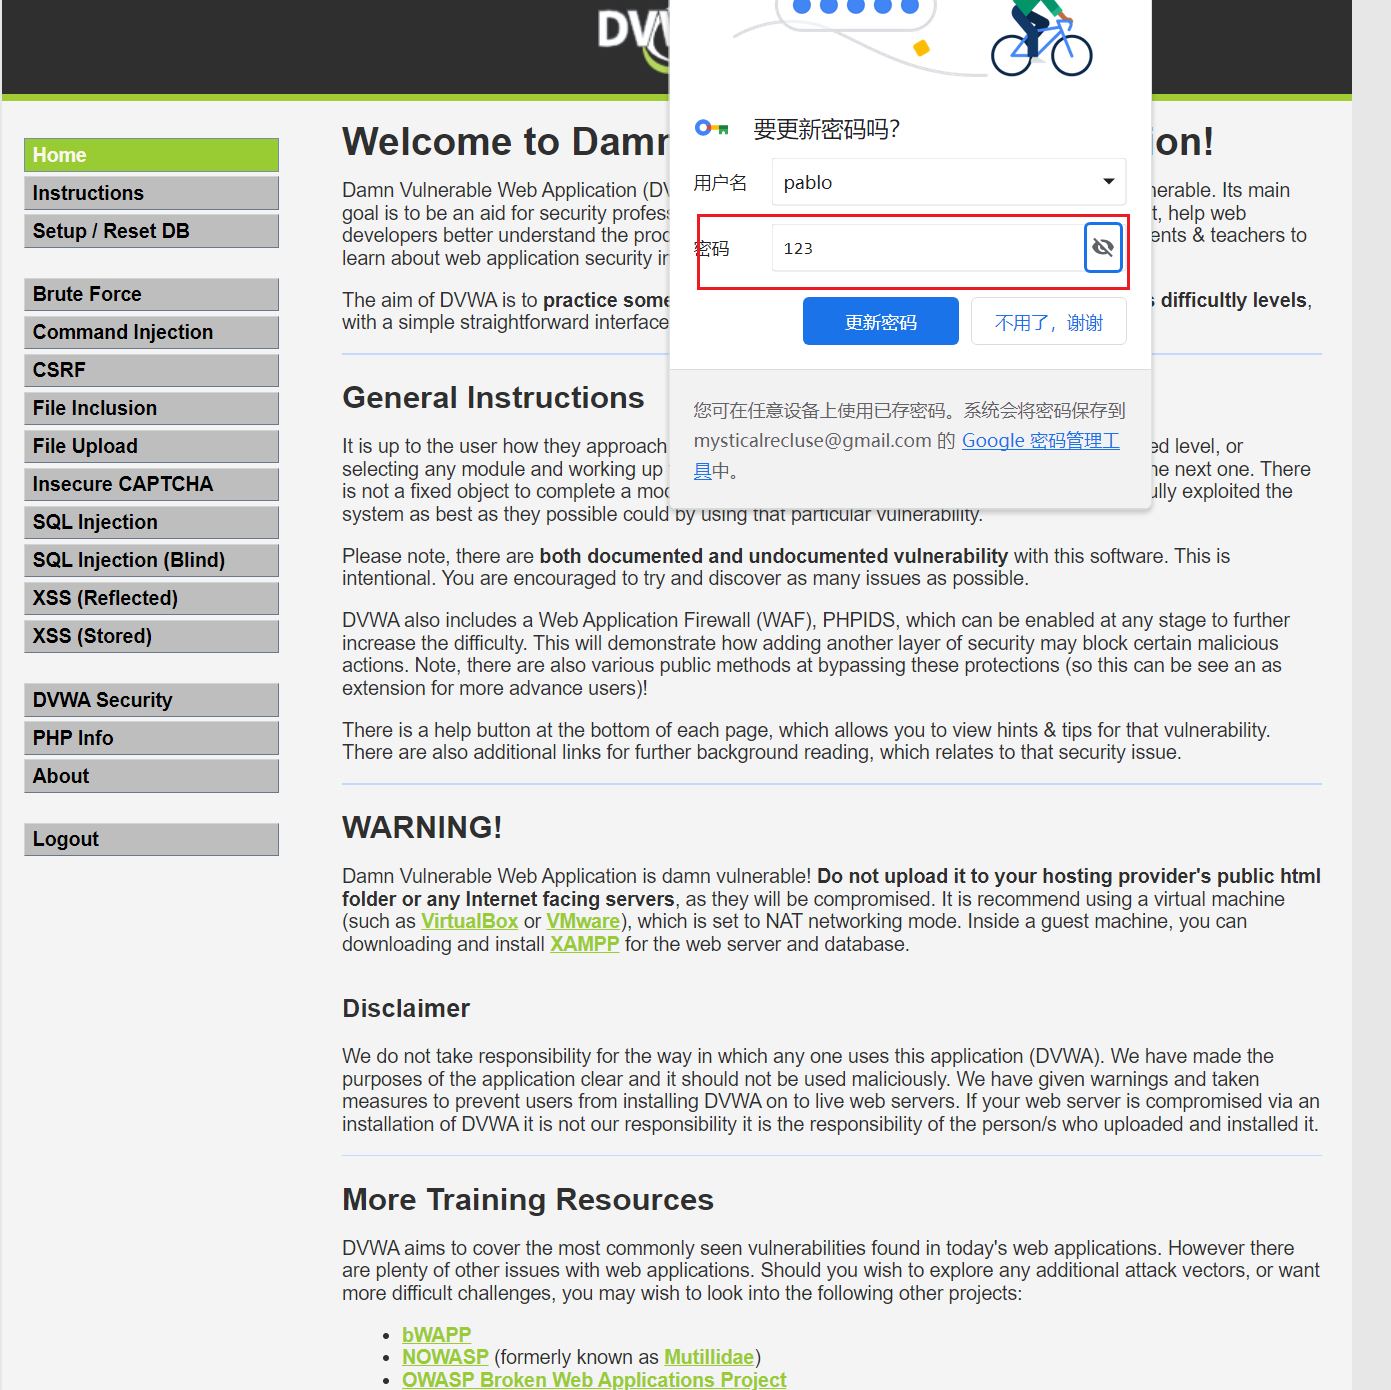 DV
要更新密码吗?
用户名
pablo
密码
123
更新密码
不用了，谢谢
您可在任意设备上使用已存密码。系统会将密码保存到
mysticalrecluse@gmail.com 的 Google 密码管理工
具中。
Home
Instructions
Setup / Reset DB
Brute Force
Command Injection
CSRF
File Inclusion
File Upload
Insecure CAPTCHA
SQL Injection
SQL Injection (Blind)
XSS (Reflected)
XSS (Stored)
DVWA Security
PHP Info
About
Logout
Welcome to Damn ion!
Damn Vulnerable Web Application (DV nerable. Its main
goal is to be an aid for security profess t, help web
developers better understand the proc ents & teachers to
learn about web application security in
The aim of DVWA is to practice some s difficultly levels,
with a simple straightforward interface
General Instructions
It is up to the user how they approach ed level, or
selecting any module and working up he next one. There
is not a fixed object to complete a mod ully exploited the
system as best as they possible could by using that particular vulnerability.
Please note, there are both documented and undocumented vulnerability with this software. This is
intentional. You are encouraged to try and discover as many issues as possible.
DVWA also includes a Web Application Firewall (WAF), PHPIDS, which can be enabled at any stage to further
increase the difficulty. This will demonstrate how adding another layer of security may block certain malicious
actions. Note, there are also various public methods at bypassing these protections (so this can be see an as
extension for more advance users)!
There is a help button at the bottom of each page, which allows you to view hints & tips for that vulnerability.
There are also additional links for further background reading, which relates to that security issue.
WARNING!
Damn Vulnerable Web Application is damn vulnerable! Do not upload it to your hosting provider's public html
folder or any Internet facing servers, as they will be compromised. It is recommend using a virtual machine
(such as VirtualBox or VMware), which is set to NAT networking mode. Inside a guest machine, you can
downloading and install XAMPP for the web server and database.
Disclaimer
We do not take responsibility for the way in which any one uses this application (DVWA). We have made the
purposes of the application clear and it should not be used maliciously. We have given warnings and taken
measures to prevent users from installing DVWA on to live web servers. If your web server is compromised via an
installation of DVWA it is not our responsibility it is the responsibility of the person/s who uploaded and installed it.
More Training Resources
DVWA aims to cover the most commonly seen vulnerabilities found in today's web applications. However there
are plenty of other issues with web applications. Should you wish to explore any additional attack vectors, or want
more difficult challenges, you may wish to look into the following other projects:
• bWAPP
• NOWASP (formerly known as Mutillidae)
• OWASP Broken Web Applications Project